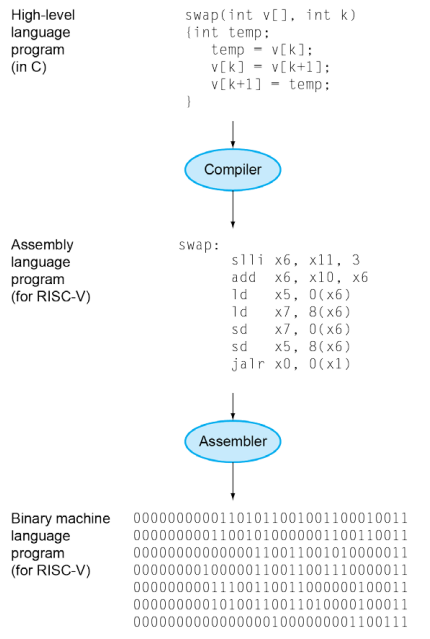 High-level
language
program
(in C)
swap(int v[], int k)
{int temp;
temp = v[k];
v[k] = v[k+1];
v[k+1] = temp;
}
Compiler
Assembly
language
program
(for RISC-V)
swap:
slli x6, x11, 3
add x6, x10, x6
ld x5, 0(x6)
ld x7, 8(x6)
sd x7, 0(x6)
sd x5, 8(x6)
jalr x0, 0(x1)
Assembler
Binary machine
language
program
(for RISC-V)
00000000001101011001001100010011
00000000011001010000001100110011
00000000000000110011001010000011
00000000100000110011001110000011
00000000011100110011000000100011
00000000010100110011010000100011
00000000000000001000000001100111